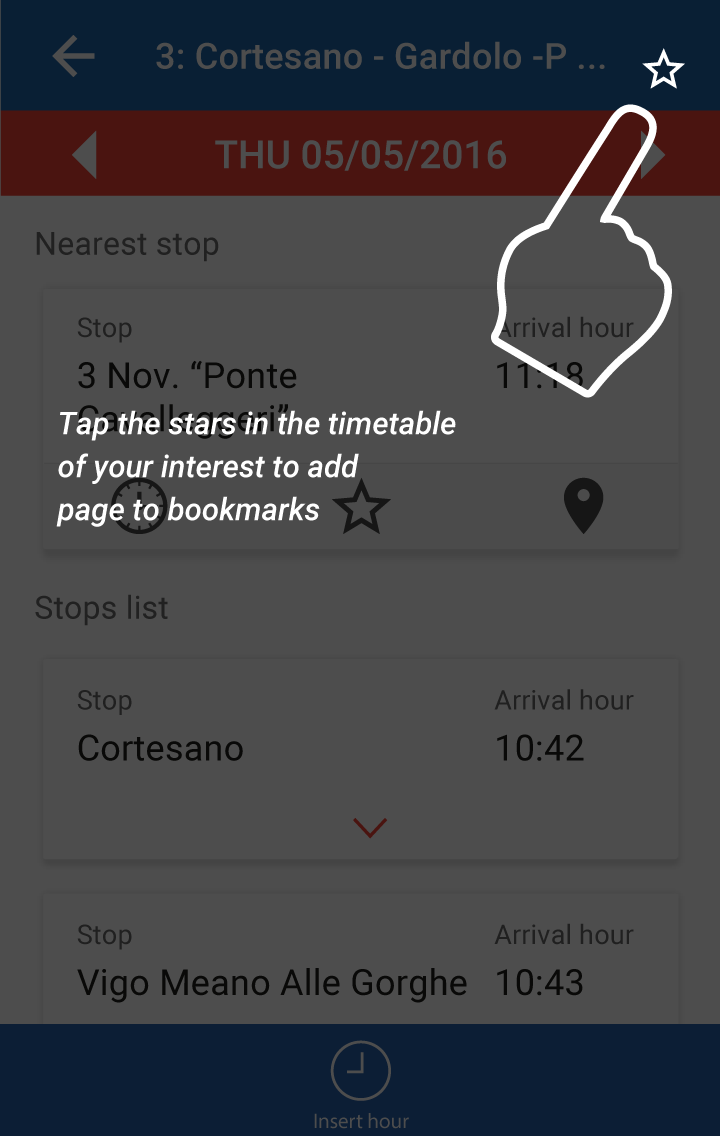 3: Cortesano - Gardolo -P ...
THU 05/05/2016
Nearest stop
Stop
Arrival hour
3 Nov. “Ponte
Cavalleggeri”
11:18
Tap the stars in the timetable
of your interest to add
page to bookmarks
Stops list
Stop
Arrival hour
Cortesano
10:42
Stop
Arrival hour
Vigo Meano Alle Gorghe
10:43
Insert hour